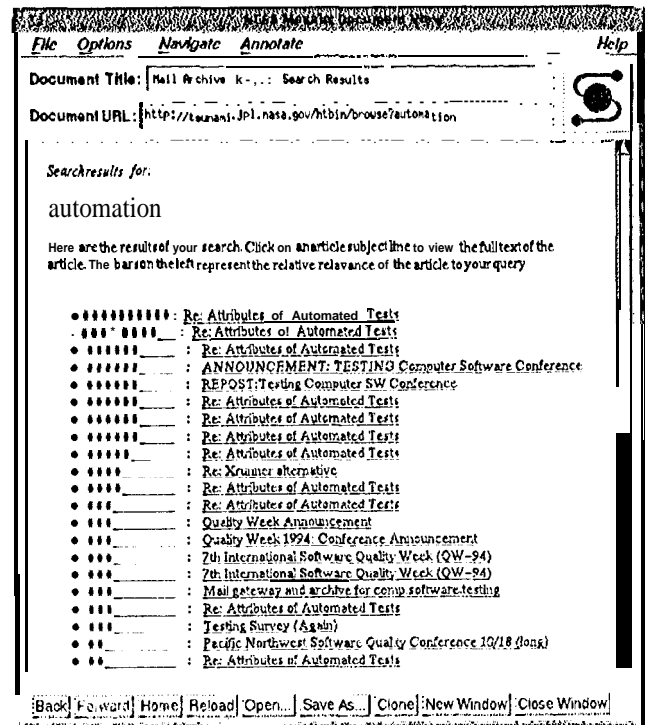 NCSA Mosaic: Document View
File Options Navigate Annotate Help
Document Title: Mail Archive k-,.: Search Results
Document URL: http://tsunami.jpl.nasa.gov/htbin/browse?automation
Searchresults for:
automation
Here are the results of your search. Click on an article subject line to view the full text of the
article. The bars on the left represent the relative relavance of the article to your query
: Re: Attributes of Automated Tests
: Re: Attributes of Automated Tests
: Re: Attributes of Automated Tests
: ANNOUNCEMENT: TESTING Computer Software Conference
: REPOST:Testing Computer SW Conference
: Re: Attributes of Automated Tests
: Re: Attributes of Automated Tests
: Re: Attributes of Automated Tests
: Re: Attributes of Automated Tests
: Re: Xrunner alternative
: Re: Attributes of Automated Tests
: Re: Attributes of Automated Tests
: Quality Week Announcement
: Quality Week 1994: Conference Announcement
: 7th International Software Quality Week (QW-94)
: 7th International Software Quality Week (QW-94)
: Mail gateway and archive for comp software.testing
: Re: Attributes of Automated Tests
: Testing Survey (Again)
: Pacific Northwest Software Quality Conference 10/18 (long)
: Re: Attributes of Automated Tests
Back Forward Home Reload Open... Save As... Clone New Window Close Window